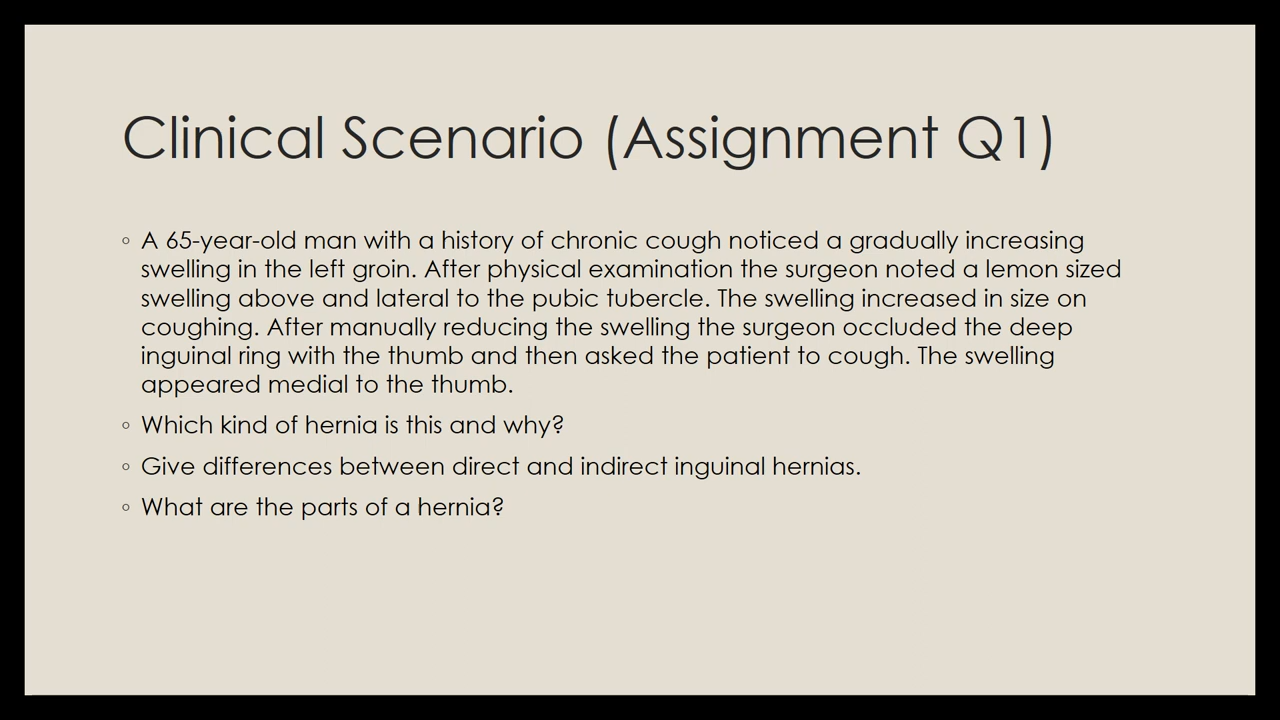 Clinical Scenario (Assignment Q1)
◦ A 65-year-old man with a history of chronic cough noticed a gradually increasing
swelling in the left groin. After physical examination the surgeon noted a lemon sized
swelling above and lateral to the pubic tubercle. The swelling increased in size on
coughing. After manually reducing the swelling the surgeon occluded the deep
inguinal ring with the thumb and then asked the patient to cough. The swelling
appeared medial to the thumb.
◦ Which kind of hernia is this and why?
◦ Give differences between direct and indirect inguinal hernias.
◦ What are the parts of a hernia?